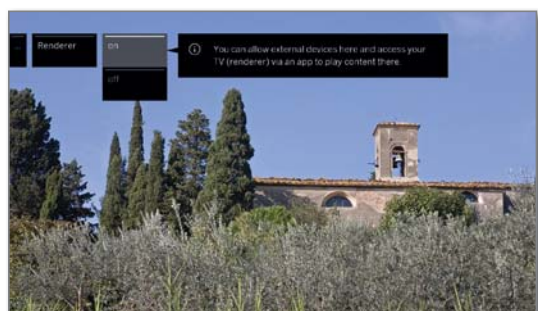 ... Renderer on You can allow external devices here and access your
TV (renderer) via an app to play content there.
off